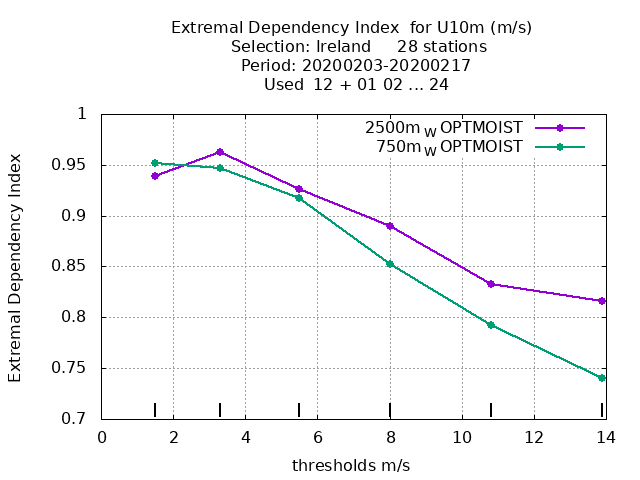 Extremal Dependency Index  for U10m (m/s)
Selection: Ireland     28 stations
Period: 20200203-20200217
Used  12 + 01 02 ... 24
2500m W OPTMOIST
750m W OPTMOIST
Extremal Dependency Index
1
0.95
0.9
0.85
0.8
0.75
0.7
0 2 4 6 8 10 12 14
thresholds m/s